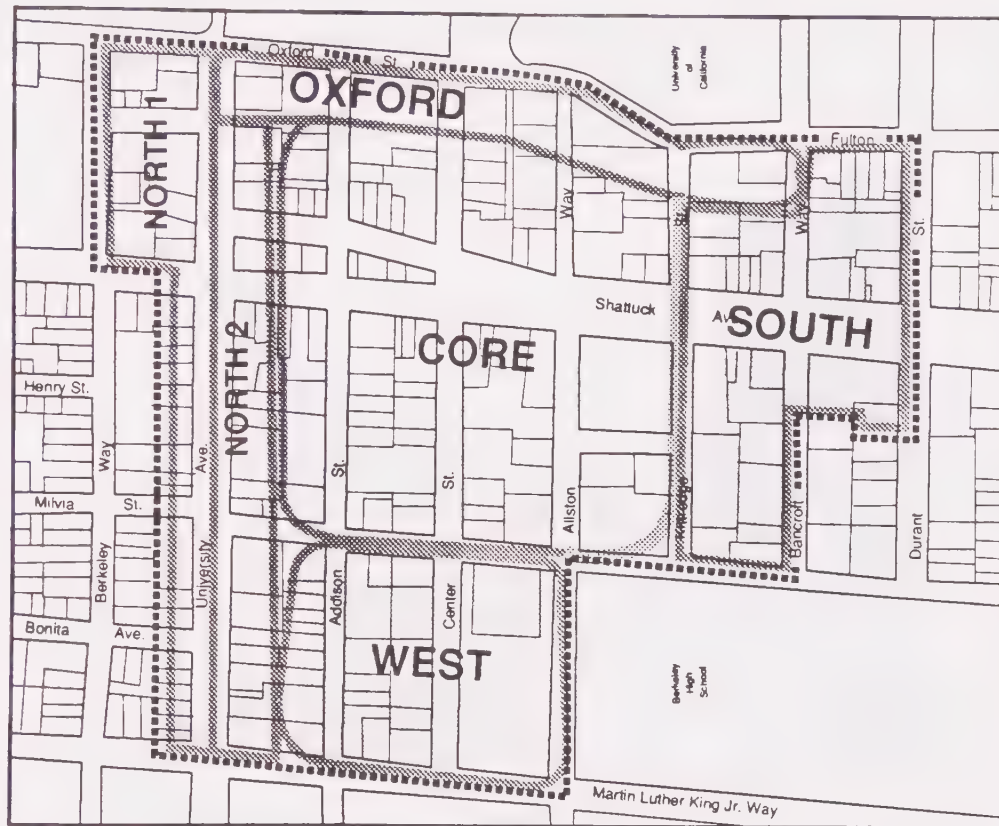 Oxford St.
University
of
California
OXFORD
NORTH 1
Fulton
Way
St.
Way
St.
Shattuck
Av
SOUTH
CORE
NORTH 2
Henry St.
Way
Ave.
St.
St.
Milvia St.
Allston
Kittredge
Bancroft
Durant
Berkeley
University
Addison
Center
Bonita Ave.
WEST
Berkeley
High
School
Martin Luther King Jr. Way